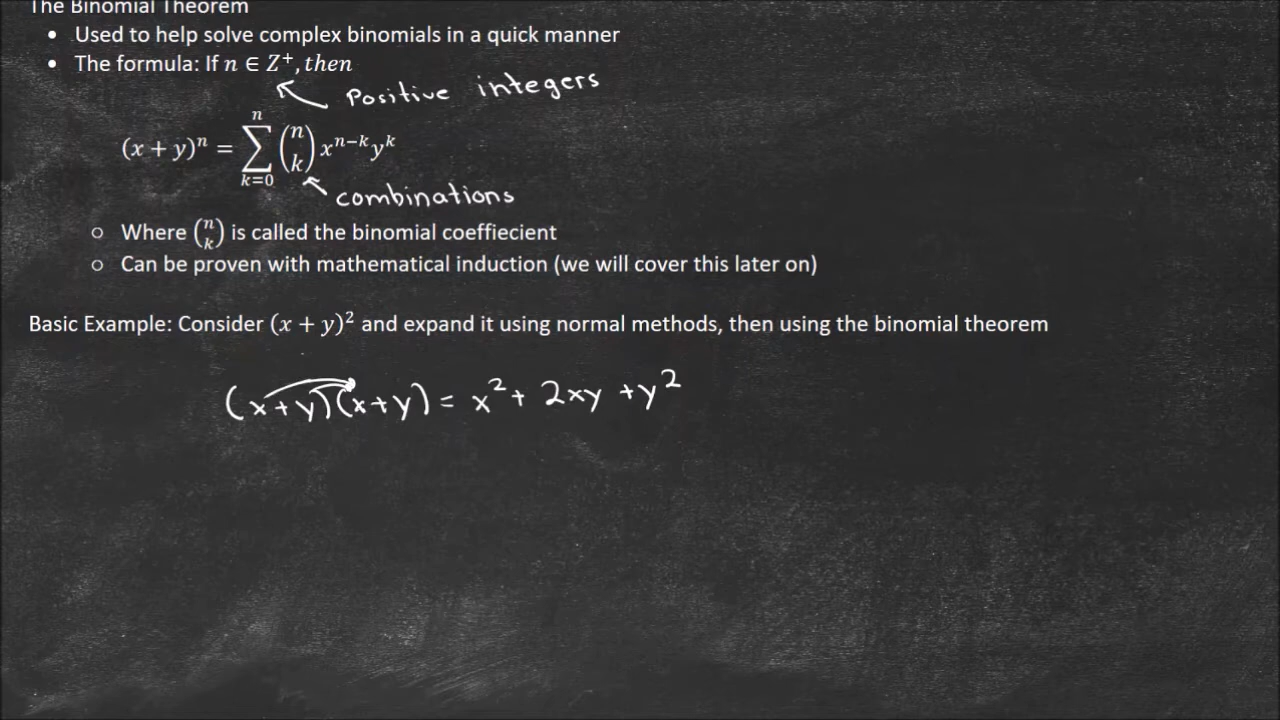 The Binomial Theorem
• Used to help solve complex binomials in a quick manner
• The formula: If n ∈ Z⁺, then
Positive integers
(x + y)ⁿ = ∑_{k=0}^{n} (n k) xⁿ⁻ᵏyᵏ
combinations
○ Where (n k) is called the binomial coeffiecient
○ Can be proven with mathematical induction (we will cover this later on)
Basic Example: Consider (x + y)² and expand it using normal methods, then using the binomial theorem
(x+y)(x+y) = x² + 2xy + y²